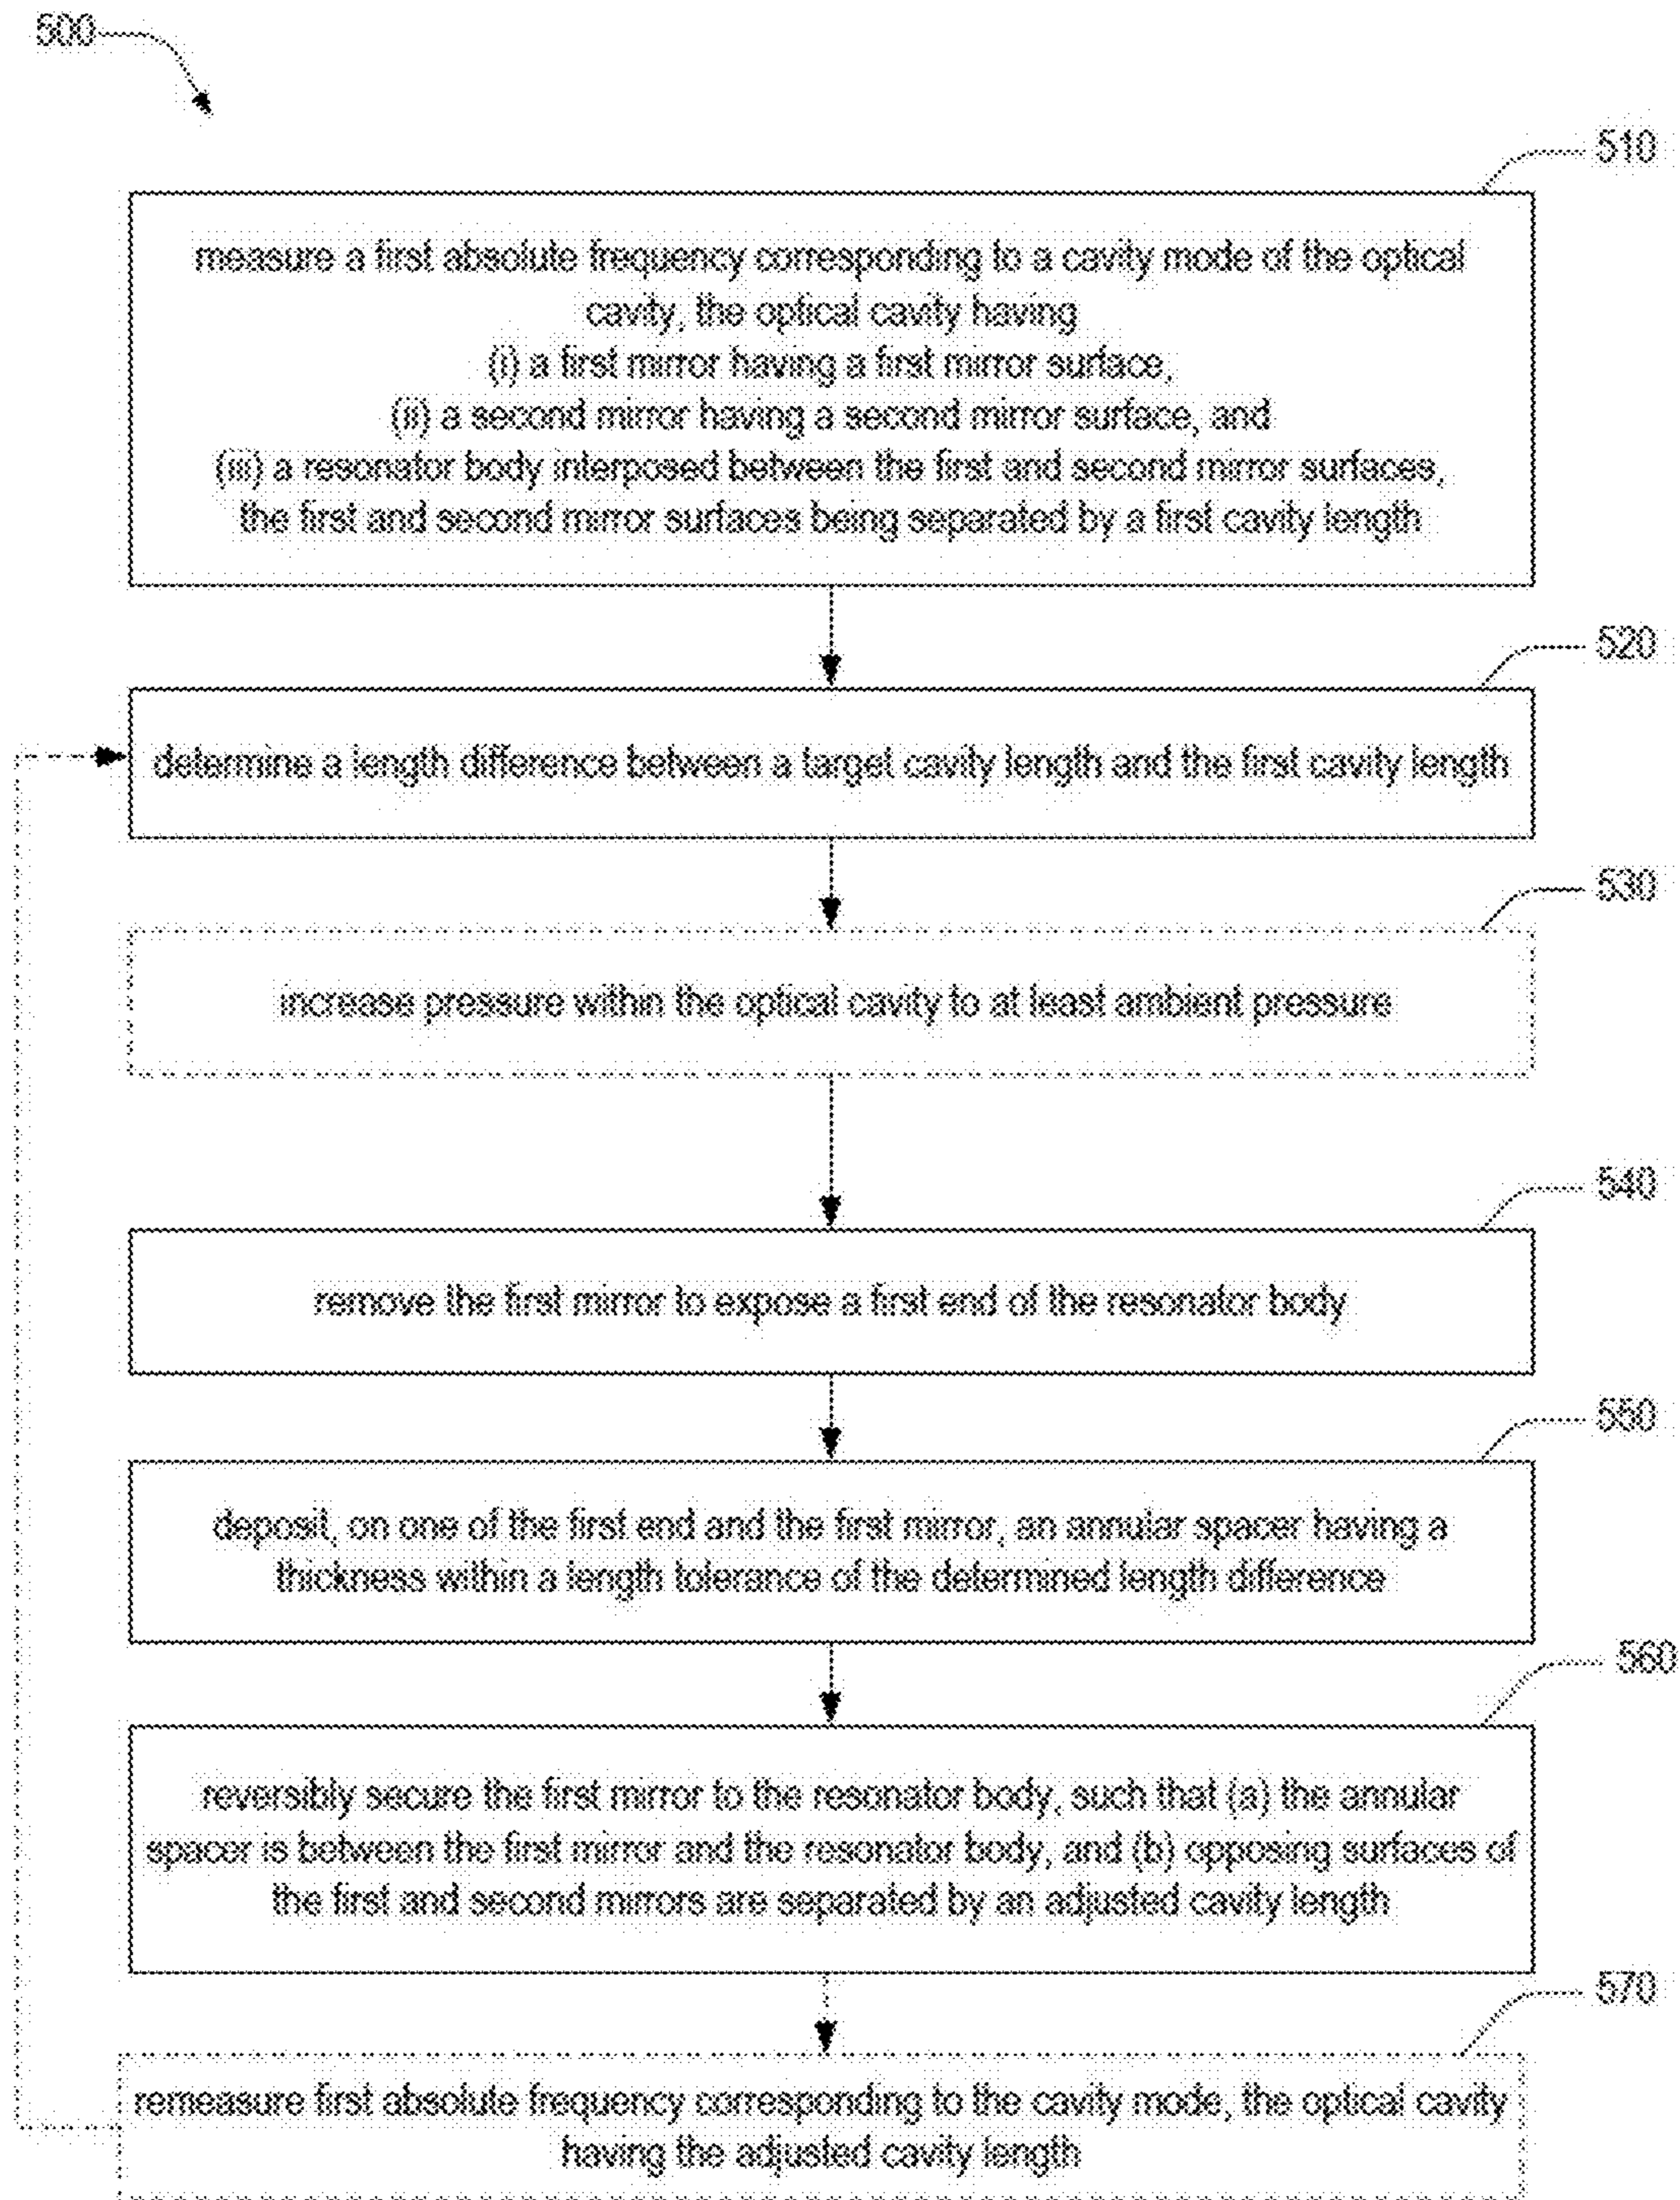 500
510
measure a first absolute frequency corresponding to a cavity mode of the optical
cavity, the optical cavity having
(i) a first mirror having a first mirror surface,
(ii) a second mirror having a second mirror surface, and
(iii) a resonator body interposed between the first and second mirror surfaces,
the first and second mirror surfaces being separated by a first cavity length
520
determine a length difference between a target cavity length and the first cavity length
530
increase pressure within the optical cavity to at least ambient pressure
540
remove the first mirror to expose a first end of the resonator body
550
deposit, on one of the first end and the first mirror, an annular spacer having a
thickness within a length tolerance of the determined length difference
560
reversibly secure the first mirror to the resonator body, such that (a) the annular
spacer is between the first mirror and the resonator body, and (b) opposing surfaces of
the first and second mirrors are separated by an adjusted cavity length
570
remeasure first absolute frequency corresponding to the cavity mode, the optical cavity
having the adjusted cavity length